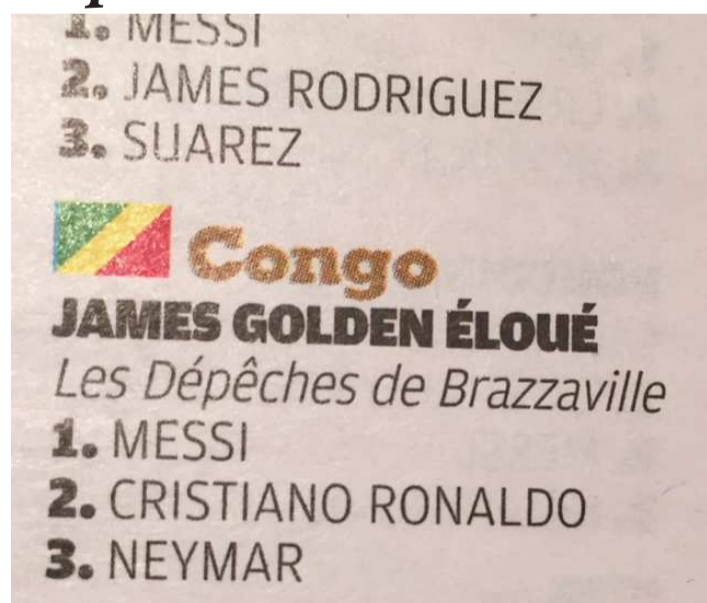 1. MESSI
2. JAMES RODRIGUEZ
3. SUAREZ
Congo
JAMES GOLDEN ÉLOUÉ
Les Dépêches de Brazzaville
1. MESSI
2. CRISTIANO RONALDO
3. NEYMAR